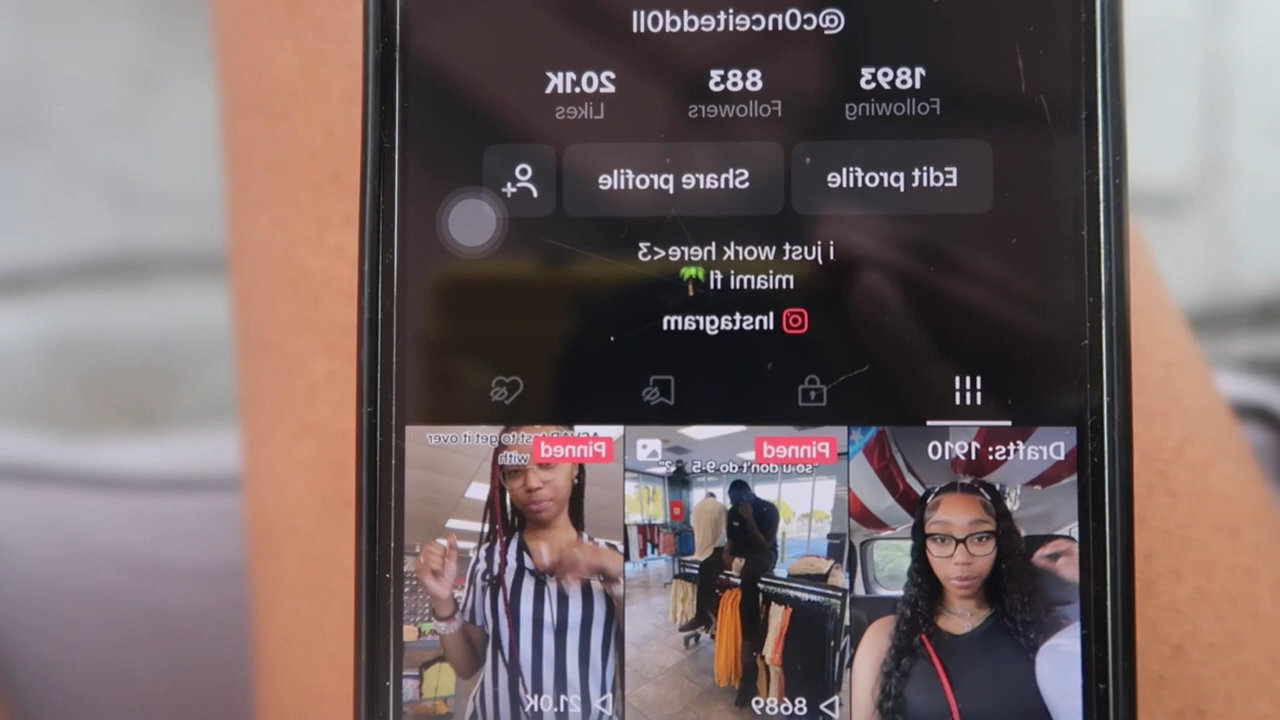 @c0nceitedd0ll
1893 883 20.1K
Following Followers Likes
Edit profile Share profile
i just work here<3
miami fl🌴
Instagram
Drafts: 1910
Pinned
"so u don't do 9-5
8689
Pinned
test to get it over
with
21.0K